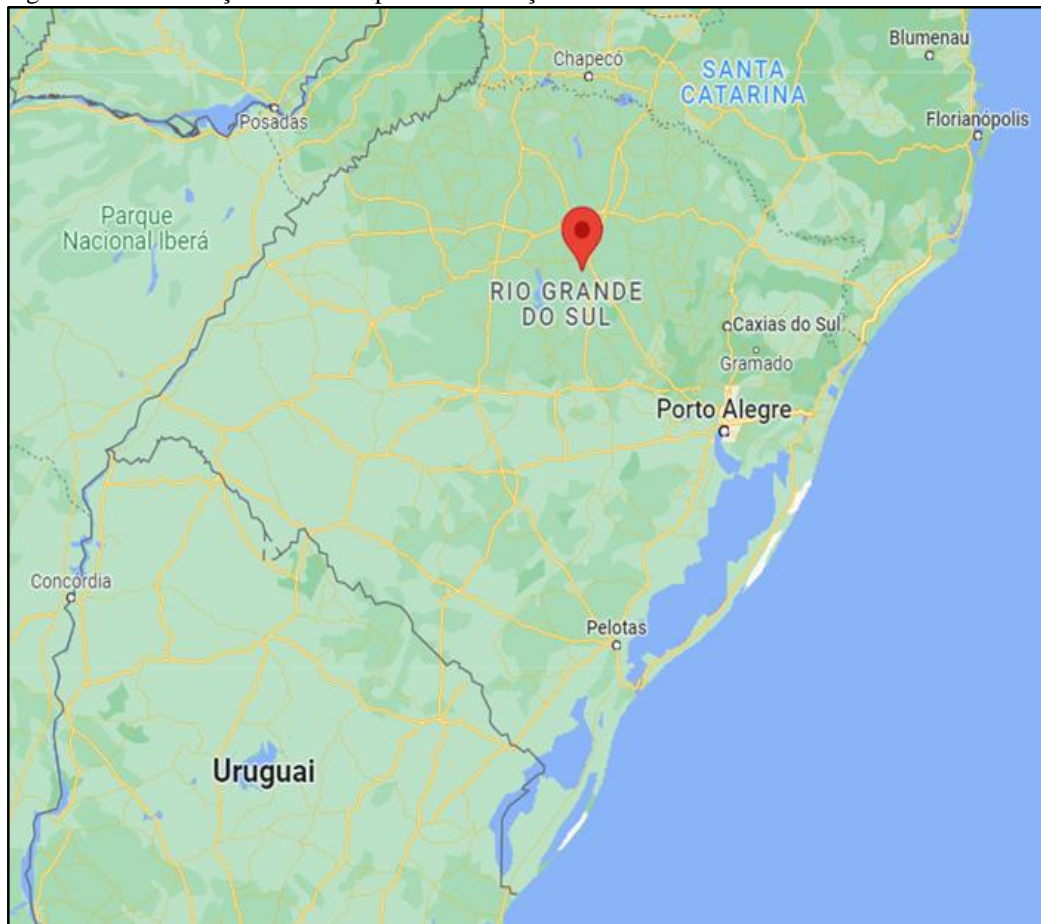 Blumenau
Chapecó
SANTA
CATARINA
Florianópolis
Posadas
Parque
Nacional Iberá
RIO GRANDE
DO SUL
Caxias do Sul
Gramado
Porto Alegre
Concórdia
Pelotas
Uruguai